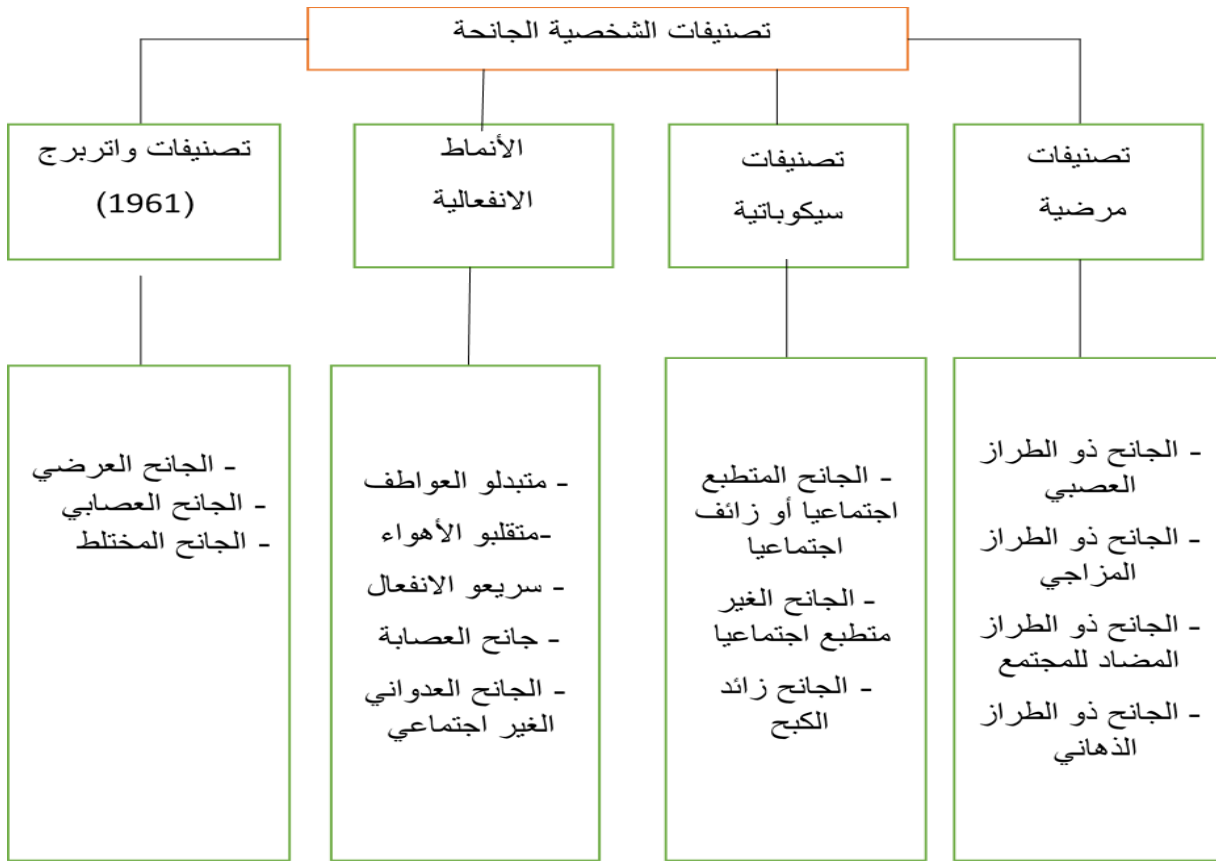 تصنيفات الشخصية الجانحة
تصنيفات
مرضية
تصنيفات
سيكوباتية
الأنماط
الانفعالية
تصنيفات واتربرج
(1961)
- الجانح ذو الطراز
العصبي
- الجانح ذو الطراز
المزاجي
- الجانح ذو الطراز
المضاد للمجتمع
- الجانح ذو الطراز
الذهاني
- الجانح المتطبع
اجتماعيا أو زائف
اجتماعيا
- الجانح الغير
متطبع اجتماعيا
- الجانح زائد
الكبح
- متبدلو العواطف
-متقلبو الأهواء
- سريعو الانفعال
- جانح العصابة
- الجانح العدواني
الغير اجتماعي
- الجانح العرضي
- الجانح العصابي
- الجانح المختلط